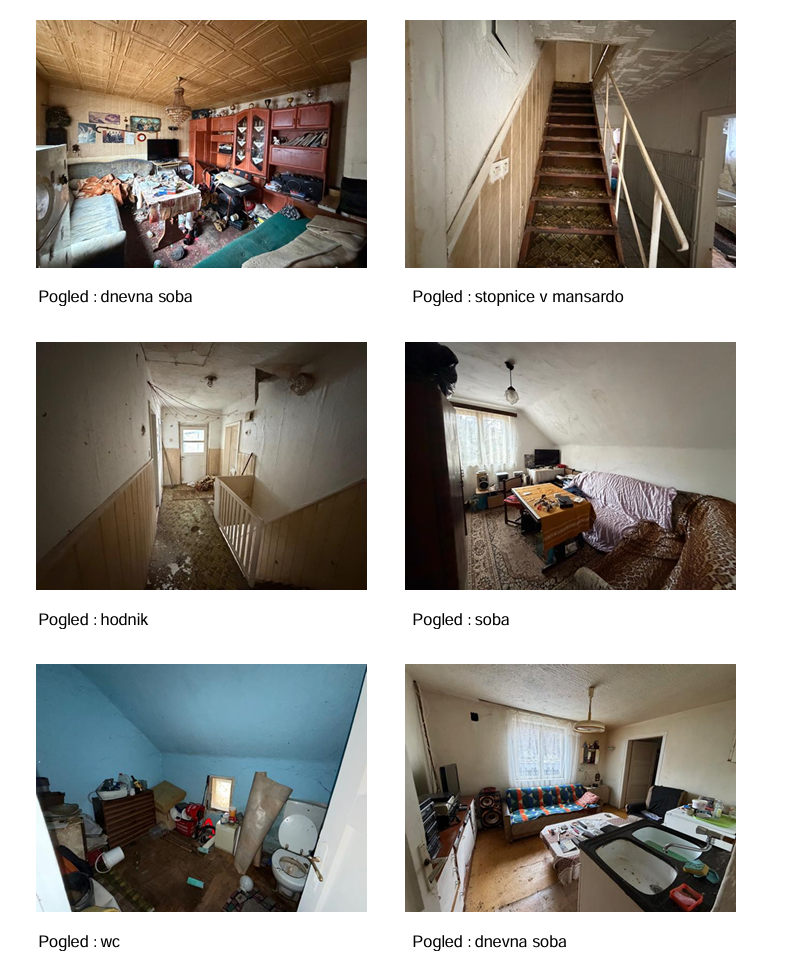 Pogled : dnevna soba
Pogled : stopnice v mansardo
Pogled : hodnik
Pogled : soba
Pogled : wc
Pogled : dnevna soba